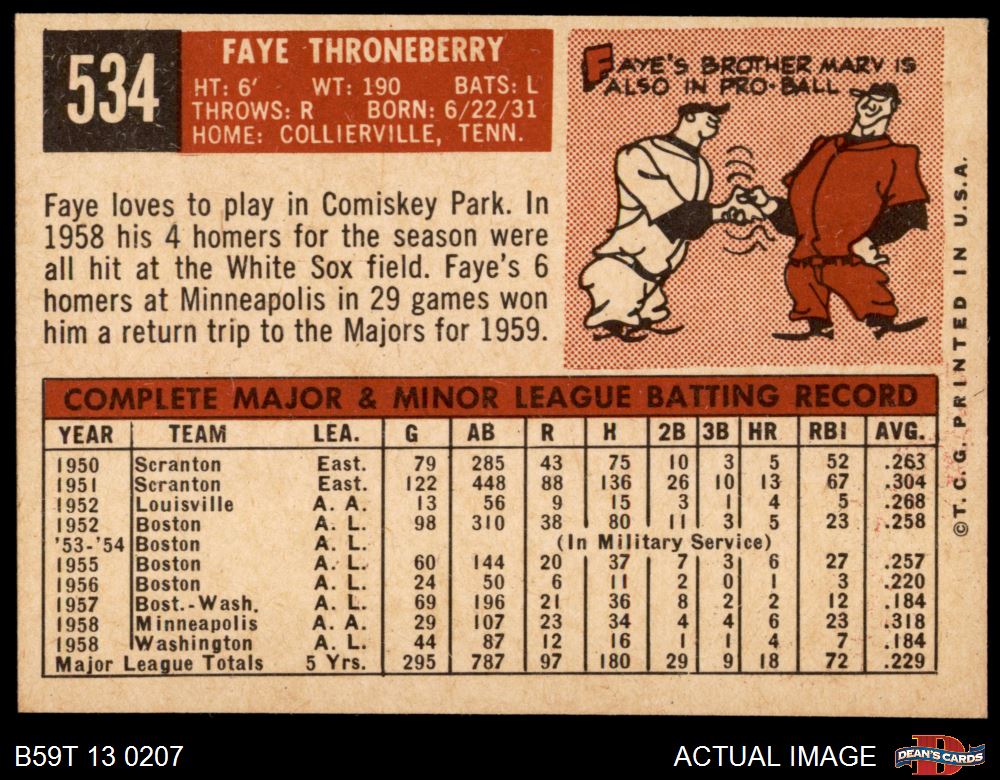 534
FAYE THRONEBERRY
HT: 6' WT: 190 BATS: L
THROWS: R BORN: 6/22/31
HOME: COLLIERVILLE, TENN.
FAYE'S BROTHER MARV IS
ALSO IN PRO-BALL
Faye loves to play in Comiskey Park. In
1958 his 4 homers for the season were
all hit at the White Sox field. Faye's 6
homers at Minneapolis in 29 games won
him a return trip to the Majors for 1959.
COMPLETE MAJOR & MINOR LEAGUE BATTING RECORD
YEAR TEAM LEA. G AB R H 2B 3B HR RBI AVG.
1950 Scranton East. 79 285 43 75 10 3 5 52 .263
1951 Scranton East. 122 448 88 136 26 10 13 67 .304
1952 Louisville A. A. 13 56 9 15 3 1 4 5 .268
1952 Boston A. L. 98 310 38 80 11 3 5 23 .258
'53-'54 Boston A. L. (In Military Service)
1955 Boston A. L. 60 144 20 37 7 3 6 27 .257
1956 Boston A. L. 24 50 6 11 2 0 1 3 .220
1957 Bost.-Wash. A. L. 69 196 21 36 8 2 2 12 .184
1958 Minneapolis A. A. 29 107 23 34 4 4 6 23 .318
1958 Washington A. L. 44 87 12 16 1 1 4 7 .184
Major League Totals 5 Yrs. 295 787 97 180 29 9 18 72 .229
©T. C. G. PRINTED IN U.S.A.
B59T 13 0207
ACTUAL IMAGE
DEAN'S CARDS